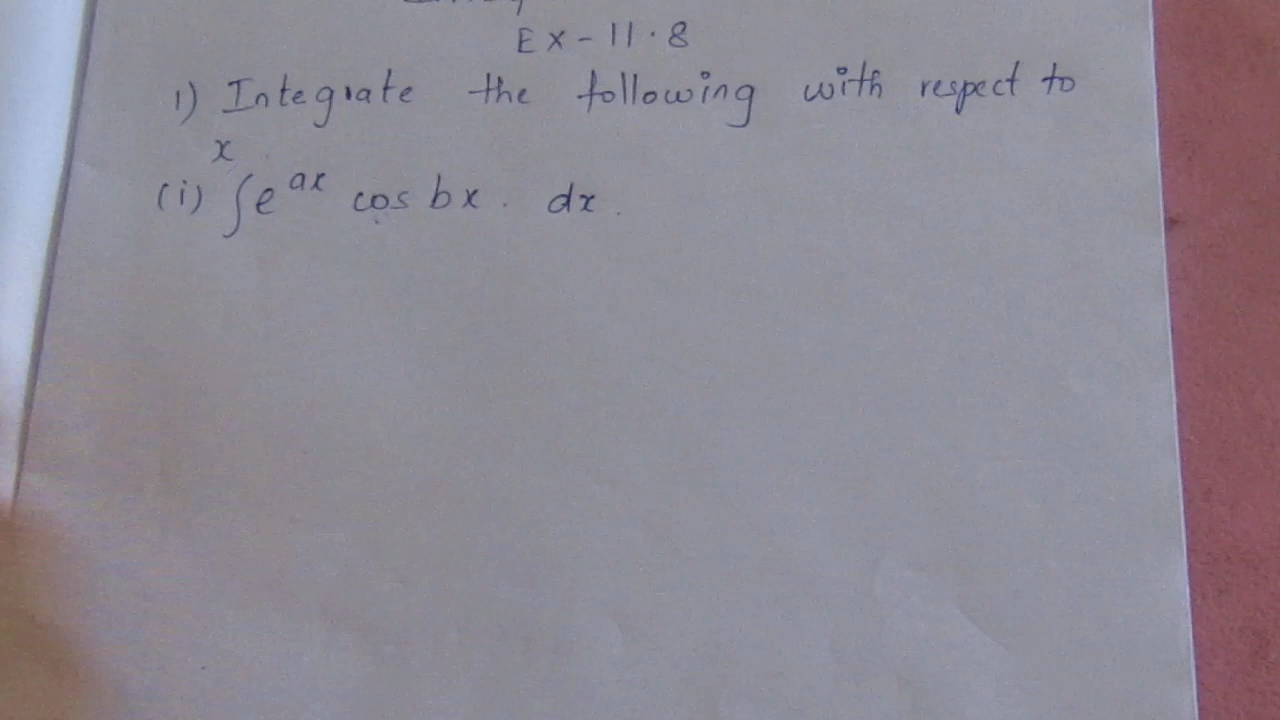 Ex - 11.8
1) Integrate the following with respect to
x
(i) ∫e^ax cos bx . dx.